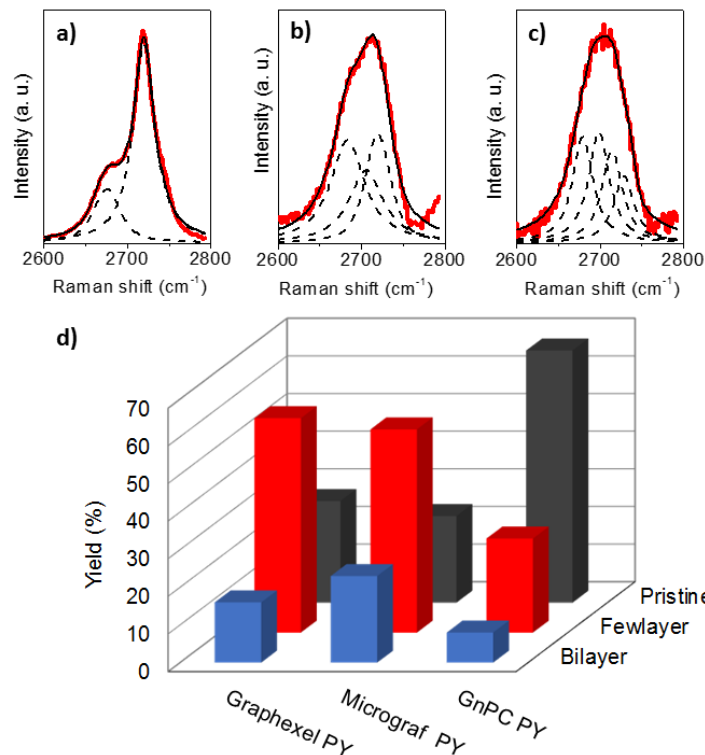 a)
b)
c)
Intensity (a. u.)
Intensity (a. u.)
Intensity (a. u.)
2600 2700 2800
2600 2700 2800
2600 2700 2800
Raman shift (cm⁻¹)
Raman shift (cm⁻¹)
Raman shift (cm⁻¹)
d)
Yield (%)
70
60
50
40
30
20
10
0
Pristine
Fewlayer
Bilayer
Graphexel PY
Micrograf PY
GnPC PY